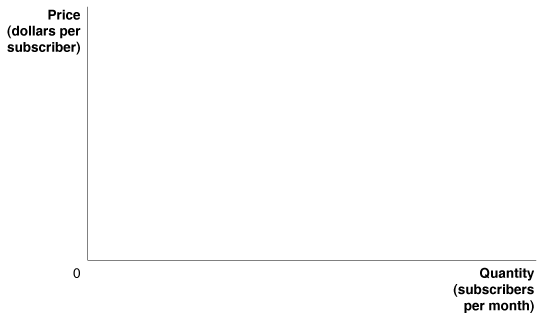 Price
(dollars per
subscriber)
0
Quantity
(subscribers
per month)